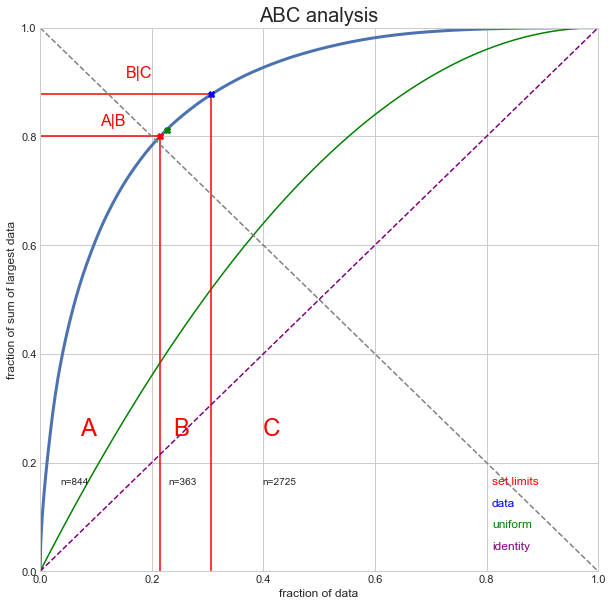 ABC analysis
1.0
B|C
A|B
0.8
0.6
fraction of sum of largest data
0.4
A B C
0.2
n=844 n=363 n=2725
set limits
data
uniform
identity
0.0
0.0 0.2 0.4 0.6 0.8 1.0
fraction of data